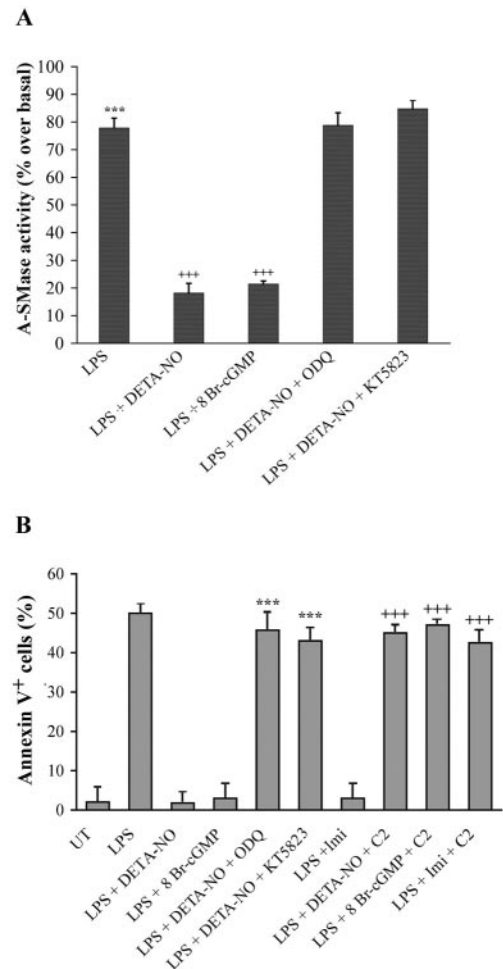 A
A-SMase activity (% over basal)
100
90
80
70
60
50
40
30
20
10
0
***
+++
+++
LPS
LPS + DETA-NO
LPS + 8 Br-cGMP
LPS + DETA-NO + ODQ
LPS + DETA-NO + KT5823
B
Annexin V+ cells (%)
60
50
40
30
20
10
0
***
***
+++
+++
+++
UT
LPS
LPS + DETA-NO
LPS + 8 Br-cGMP
LPS + DETA-NO + ODQ
LPS + DETA-NO + KT5823
LPS +Imi
LPS + DETA-NO + C2
LPS + 8 Br-cGMP + C2
LPS + Imi + C2